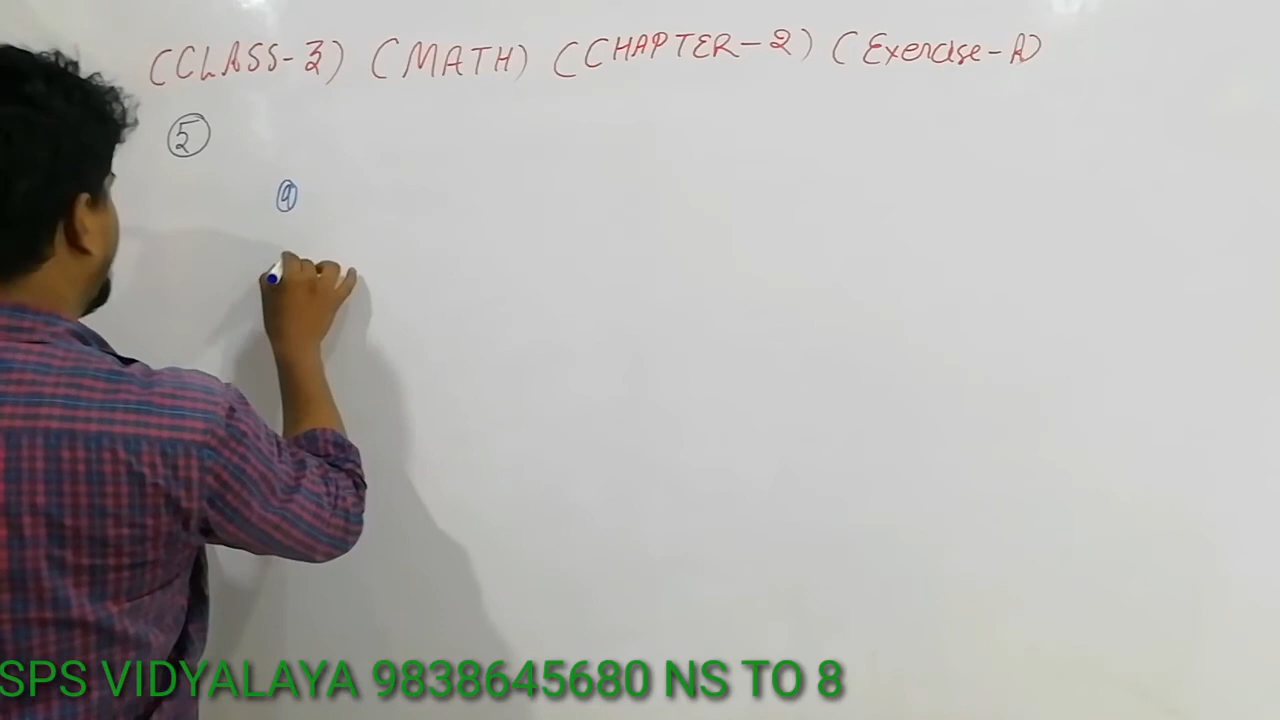 (CLASS-3) (MATH) (CHAPTER-2) (Exercise-A)
5
a
SPS VIDYALAYA 9838645680 NS TO 8